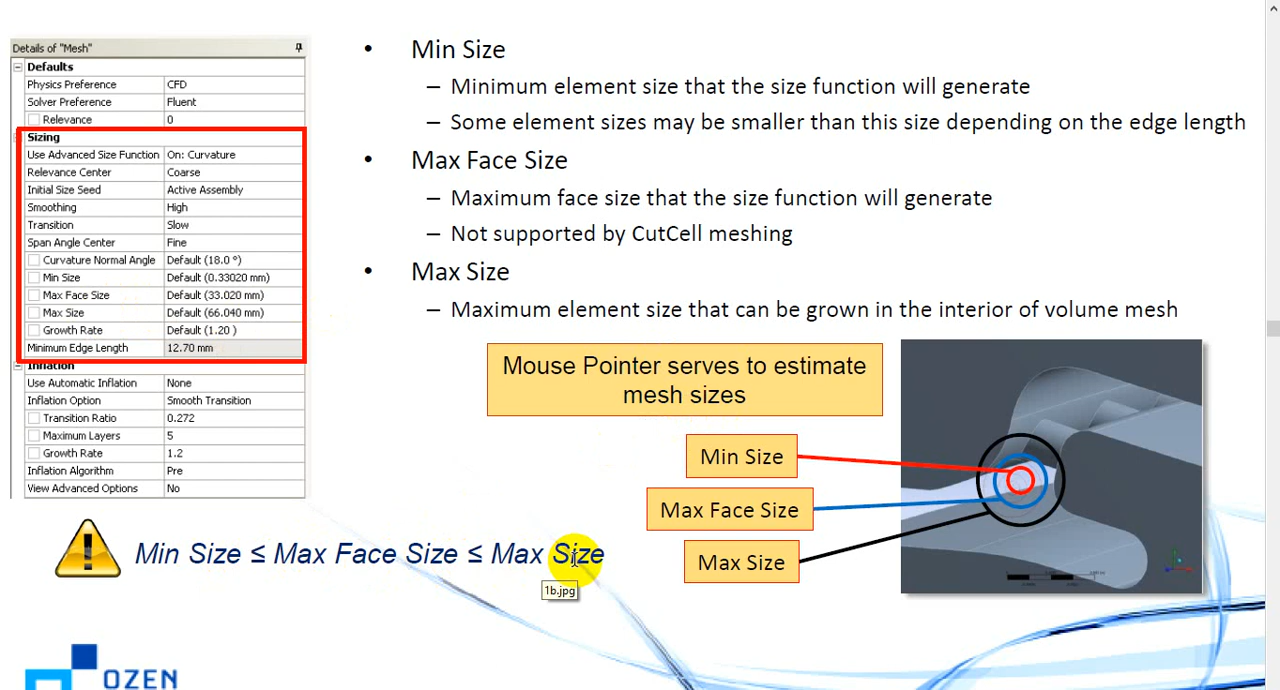 Details of "Mesh"
Defaults
Physics Preference CFD
Solver Preference Fluent
Relevance 0
Sizing
Use Advanced Size Function On: Curvature
Relevance Center Coarse
Initial Size Seed Active Assembly
Smoothing High
Transition Slow
Span Angle Center Fine
Curvature Normal Angle Default (18.0 °)
Min Size Default (0.33020 mm)
Max Face Size Default (33.020 mm)
Max Size Default (66.040 mm)
Growth Rate Default (1.20 )
Minimum Edge Length 12.70 mm
Inflation
Use Automatic Inflation None
Inflation Option Smooth Transition
Transition Ratio 0.272
Maximum Layers 5
Growth Rate 1.2
Inflation Algorithm Pre
View Advanced Options No
• Min Size
– Minimum element size that the size function will generate
– Some element sizes may be smaller than this size depending on the edge length
• Max Face Size
– Maximum face size that the size function will generate
– Not supported by CutCell meshing
• Max Size
– Maximum element size that can be grown in the interior of volume mesh
Mouse Pointer serves to estimate
mesh sizes
Min Size
Max Face Size
Max Size
Min Size ≤ Max Face Size ≤ Max Size
1b.jpg
OZEN